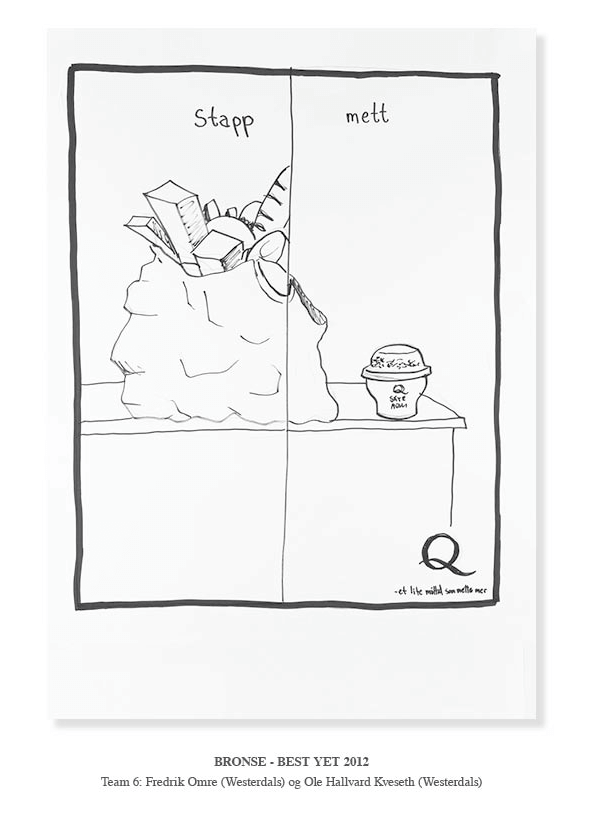 Stapp mett
Q
Q
-et lite måltid som metter mer
BRONSE - BEST YET 2012
Team 6: Fredrik Omre (Westerdals) og Ole Hallvard Kveseth (Westerdals)